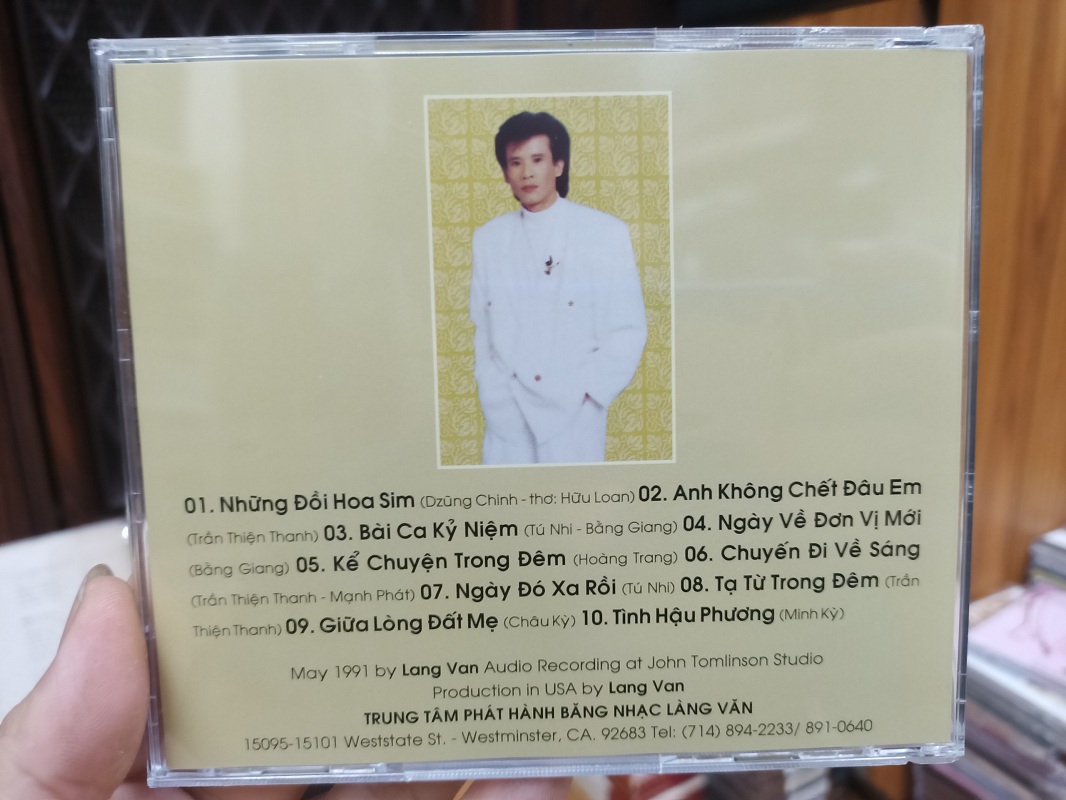 01. Những Đồi Hoa Sim (Dzũng Chinh - thơ: Hữu Loan) 02. Anh Không Chết Đâu Em
(Trần Thiện Thanh) 03. Bài Ca Kỷ Niệm (Tú Nhi - Bằng Giang) 04. Ngày Về Đơn Vị Mới
(Bằng Giang) 05. Kể Chuyện Trong Đêm (Hoàng Trang) 06. Chuyến Đi Về Sáng
(Trần Thiện Thanh - Mạnh Phát) 07. Ngày Đó Xa Rồi (Tú Nhi) 08. Tạ Từ Trong Đêm (Trần
Thiện Thanh) 09. Giữa Lòng Đất Mẹ (Châu Kỳ) 10. Tình Hậu Phương (Minh Kỳ)
May 1991 by Lang Van Audio Recording at John Tomlinson Studio
Production in USA by Lang Van
TRUNG TÂM PHÁT HÀNH BĂNG NHẠC LÀNG VĂN
15095-15101 Weststate St. - Westminster, CA. 92683 Tel: (714) 894-2233/ 891-0640